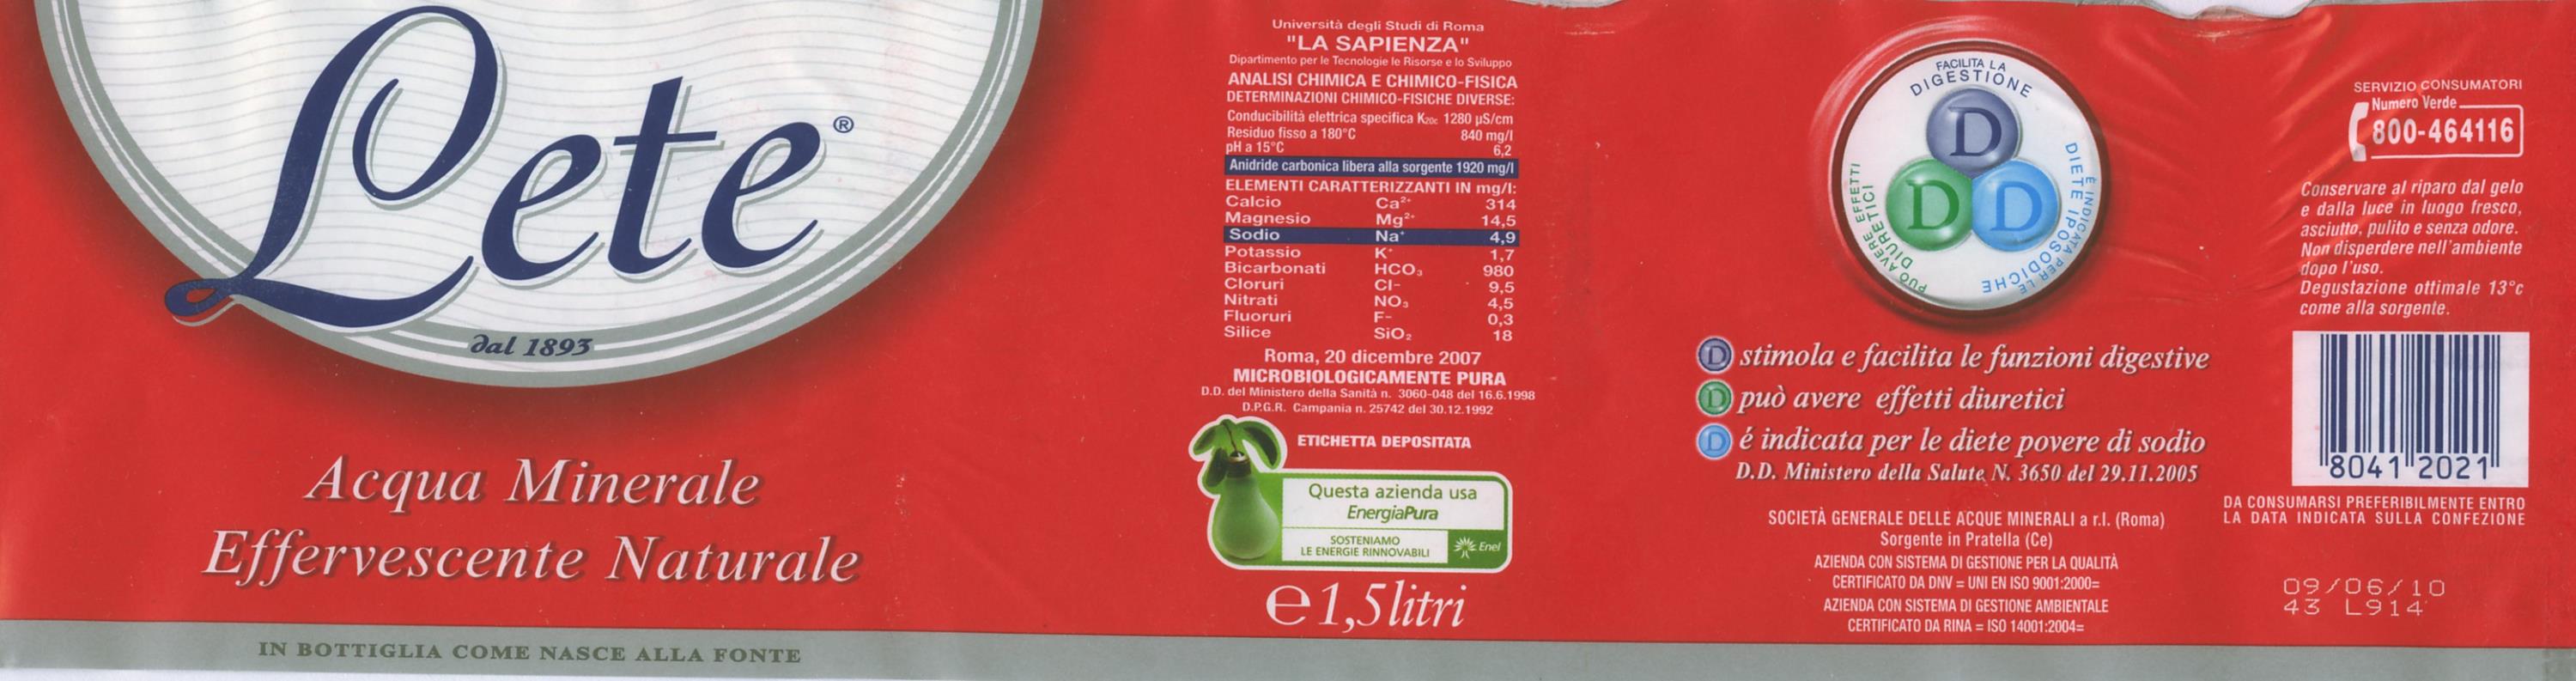 Lete®
dal 1893
Acqua Minerale
Effervescente Naturale
IN BOTTIGLIA COME NASCE ALLA FONTE
Università degli Studi di Roma
"LA SAPIENZA"
Dipartimento per le Tecnologie le Risorse e lo Sviluppo
ANALISI CHIMICA E CHIMICO-FISICA
DETERMINAZIONI CHIMICO-FISICHE DIVERSE:
Conducibilità elettrica specifica K20c 1280 µS/cm
Residuo fisso a 180°C 840 mg/l
pH a 15°C 6,2
Anidride carbonica libera alla sorgente 1920 mg/l
ELEMENTI CARATTERIZZANTI IN mg/l:
Calcio Ca²⁺ 314
Magnesio Mg²⁺ 14,5
Sodio Na⁺ 4,9
Potassio K⁺ 1,7
Bicarbonati HCO₃ 980
Cloruri Cl- 9,5
Nitrati NO₃ 4,5
Fluoruri F- 0,3
Silice SiO₂ 18
Roma, 20 dicembre 2007
MICROBIOLOGICAMENTE PURA
D.D. del Ministero della Sanità n. 3060-048 del 16.6.1998
D.P.G.R. Campania n. 25742 del 30.12.1992
ETICHETTA DEPOSITATA
Questa azienda usa
EnergiaPura
SOSTENIAMO
LE ENERGIE RINNOVABILI
Enel
e1,5litri
FACILITA LA
DIGESTIONE
D
D D
PUÒ AVERE EFFETTI
DIURETICI
È INDICATA PER LE
DIETE IPOSODICHE
D stimola e facilita le funzioni digestive
D può avere effetti diuretici
D é indicata per le diete povere di sodio
D.D. Ministero della Salute N. 3650 del 29.11.2005
SOCIETÀ GENERALE DELLE ACQUE MINERALI a r.l. (Roma)
Sorgente in Pratella (Ce)
AZIENDA CON SISTEMA DI GESTIONE PER LA QUALITÀ
CERTIFICATO DA DNV = UNI EN ISO 9001:2000=
AZIENDA CON SISTEMA DI GESTIONE AMBIENTALE
CERTIFICATO DA RINA = ISO 14001:2004=
SERVIZIO CONSUMATORI
Numero Verde
800-464116
Conservare al riparo dal gelo
e dalla luce in luogo fresco,
asciutto, pulito e senza odore.
Non disperdere nell'ambiente
dopo l'uso.
Degustazione ottimale 13°c
come alla sorgente.
8041 2021
DA CONSUMARSI PREFERIBILMENTE ENTRO
LA DATA INDICATA SULLA CONFEZIONE
09/06/10
43 L914